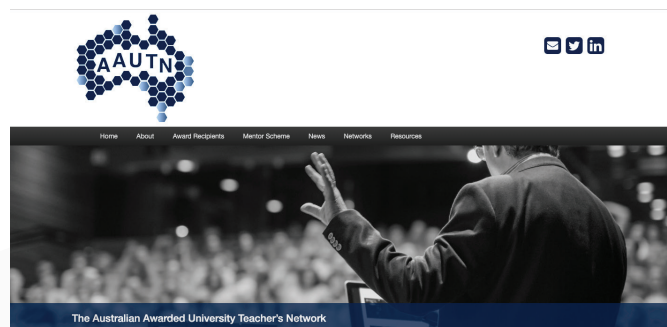 AAUTN
Home About Award Recipients Mentor Scheme News Networks Resources
The Australian Awarded University Teacher's Network